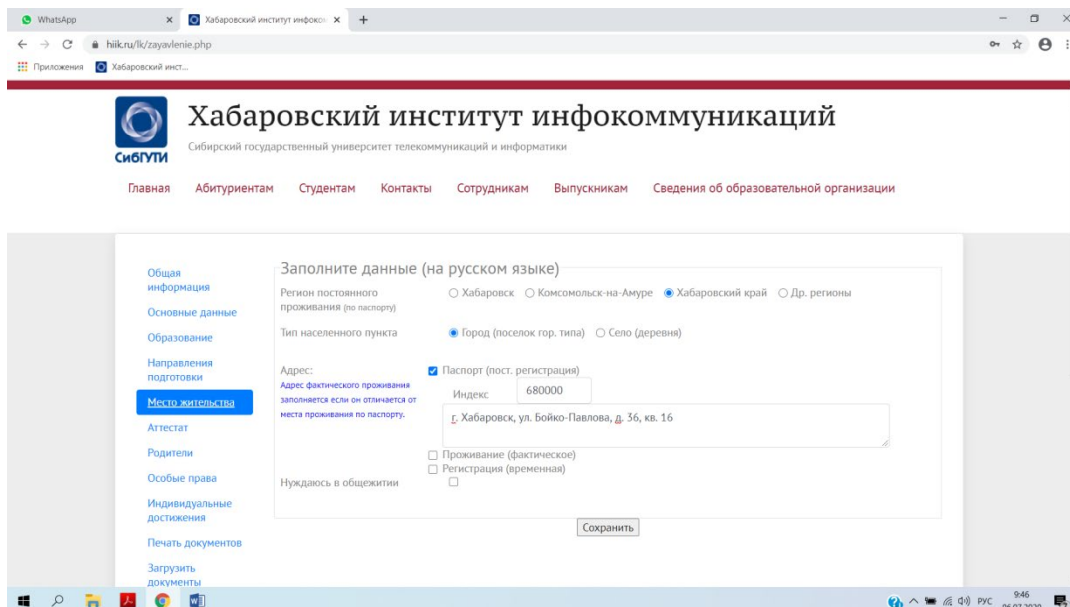 WhatsApp
Хабаровский институт инфоком
hiik.ru/lk/zayavlenie.php
Приложения
Хабаровский инст...
СибГУТИ
Хабаровский институт инфокоммуникаций
Сибирский государственный университет телекоммуникаций и информатики
Главная Абитуриентам Студентам Контакты Сотрудникам Выпускникам Сведения об образовательной организации
Общая
информация
Основные данные
Образование
Направления
подготовки
Место жительства
Аттестат
Родители
Особые права
Индивидуальные
достижения
Печать документов
Загрузить
документы
Заполните данные (на русском языке)
Регион постоянного
проживания (по паспорту)
Хабаровск Комсомольск-на-Амуре Хабаровский край Др. регионы
Тип населенного пункта
Город (поселок гор. типа) Село (деревня)
Адрес:
Адрес фактического проживания
заполняется если он отличается от
места проживания по паспорту.
Паспорт (пост. регистрация)
Индекс 680000
г. Хабаровск, ул. Бойко-Павлова, д. 36, кв. 16
Проживание (фактическое)
Регистрация (временная)
Нуждаюсь в общежитии
Сохранить
РУС
9:46
06.07.2020